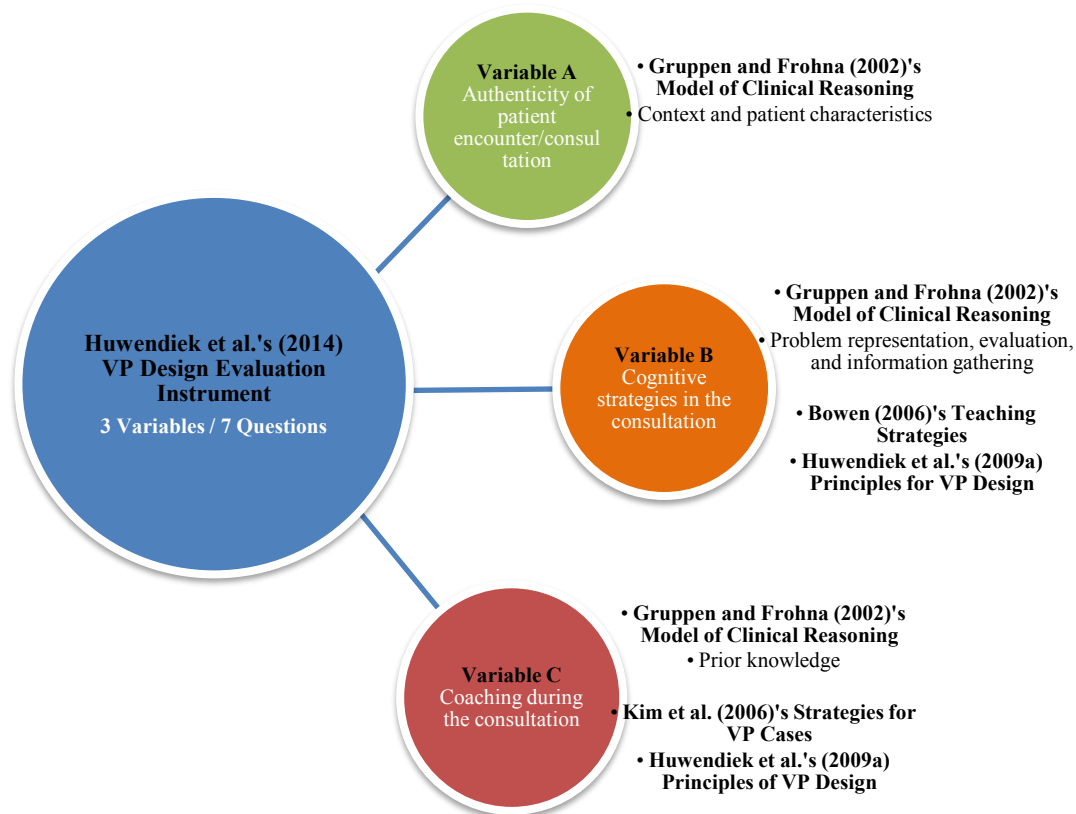 Variable A
Authenticity of
patient
encounter/consul
tation
• Gruppen and Frohna (2002)'s
Model of Clinical Reasoning
• Context and patient characteristics
Huwendiek et al.'s (2014)
VP Design Evaluation
Instrument
3 Variables / 7 Questions
Variable B
Cognitive
strategies in the
consultation
• Gruppen and Frohna (2002)'s
Model of Clinical Reasoning
• Problem representation, evaluation,
and information gathering
• Bowen (2006)'s Teaching
Strategies
• Huwendiek et al.'s (2009a)
Principles for VP Design
Variable C
Coaching during
the consultation
• Gruppen and Frohna (2002)'s
Model of Clinical Reasoning
• Prior knowledge
• Kim et al. (2006)'s Strategies for
VP Cases
• Huwendiek et al.'s (2009a)
Principles of VP Design